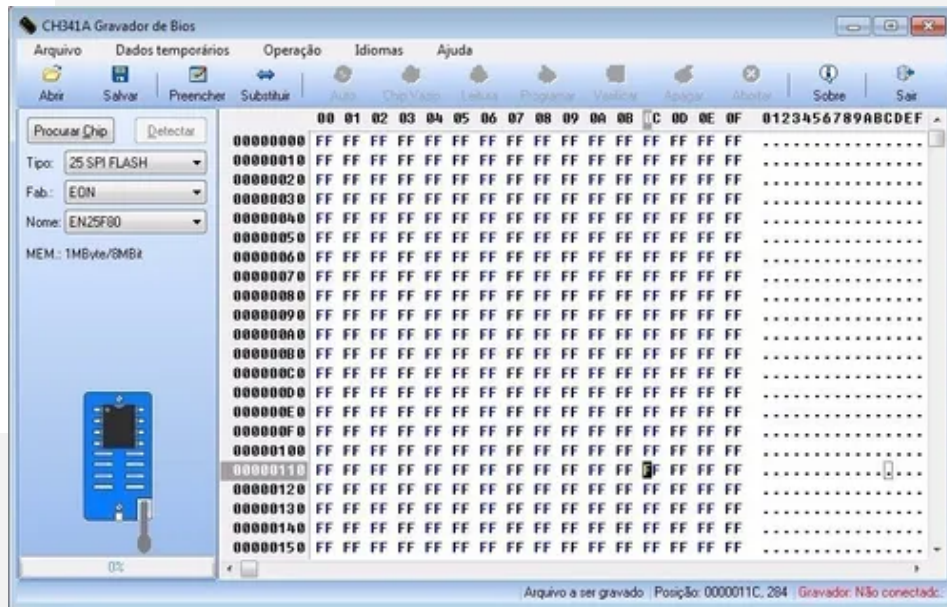 CH341A Gravador de Bios
Arquivo Dados temporários Operação Idiomas Ajuda
Abrir Salvar Preencher Substituir Auto Chip Vazio Leitura Programar Verificar Apagar Abortar Sobre Sair
Procurar Chip Detectar
Tipo: 25 SPI FLASH
Fab.: EON
Nome: EN25F80
MEM.: 1MByte/8MBit
00 01 02 03 04 05 06 07 08 09 0A 0B 0C 0D 0E 0F 0123456789ABCDEF
00000000 FF FF FF FF FF FF FF FF FF FF FF FF FF FF FF FF ................
00000010 FF FF FF FF FF FF FF FF FF FF FF FF FF FF FF FF ................
00000020 FF FF FF FF FF FF FF FF FF FF FF FF FF FF FF FF ................
00000030 FF FF FF FF FF FF FF FF FF FF FF FF FF FF FF FF ................
00000040 FF FF FF FF FF FF FF FF FF FF FF FF FF FF FF FF ................
00000050 FF FF FF FF FF FF FF FF FF FF FF FF FF FF FF FF ................
00000060 FF FF FF FF FF FF FF FF FF FF FF FF FF FF FF FF ................
00000070 FF FF FF FF FF FF FF FF FF FF FF FF FF FF FF FF ................
00000080 FF FF FF FF FF FF FF FF FF FF FF FF FF FF FF FF ................
00000090 FF FF FF FF FF FF FF FF FF FF FF FF FF FF FF FF ................
000000A0 FF FF FF FF FF FF FF FF FF FF FF FF FF FF FF FF ................
000000B0 FF FF FF FF FF FF FF FF FF FF FF FF FF FF FF FF ................
000000C0 FF FF FF FF FF FF FF FF FF FF FF FF FF FF FF FF ................
000000D0 FF FF FF FF FF FF FF FF FF FF FF FF FF FF FF FF ................
000000E0 FF FF FF FF FF FF FF FF FF FF FF FF FF FF FF FF ................
000000F0 FF FF FF FF FF FF FF FF FF FF FF FF FF FF FF FF ................
00000100 FF FF FF FF FF FF FF FF FF FF FF FF FF FF FF FF ................
00000110 FF FF FF FF FF FF FF FF FF FF FF FF FF FF FF FF ................
00000120 FF FF FF FF FF FF FF FF FF FF FF FF FF FF FF FF ................
00000130 FF FF FF FF FF FF FF FF FF FF FF FF FF FF FF FF ................
00000140 FF FF FF FF FF FF FF FF FF FF FF FF FF FF FF FF ................
00000150 FF FF FF FF FF FF FF FF FF FF FF FF FF FF FF FF ................
0%
Arquivo a ser gravado Posição: 0000011C, 284 Gravador: Não conectado.